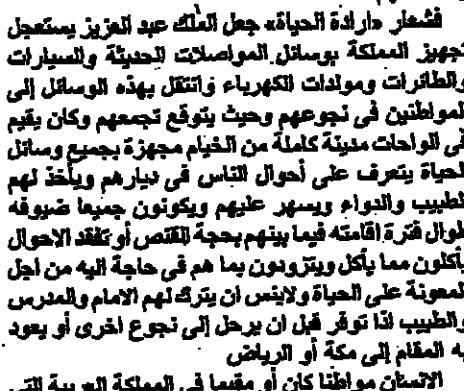 فشعار «ارادة الحياة» جعل الملك عبد العزيز يستعجل
تجهيز المملكة بوسائل المواصلات الحديثة والسيارات
والطائرات ومولدات الكهرباء وانتقل بهذه الوسائل إلى
المواطنين في نجوعهم وحيث يتوقع تجمعهم وكان يقيم
في الواحات مدينة كاملة من الخيام مجهزة بجميع وسائل
الحياة يتعرف على أحوال الناس في ديارهم ويأخذ لهم
الطبيب والدواء ويسهر عليهم ويكونون جميعا ضيوفه
طوال فترة اقامته فيما بينهم بحجة القنص أو تفقد الاحوال
يأكلون مما يأكل ويتزودون بما هم في حاجة اليه من اجل
المعونة على الحياة ولاينس ان يترك لهم الامام والمدرس
والطبيب اذا توفر قبل ان يرحل إلى نجوع اخرى أو يعود
به المقام إلى مكة أو الرياض
الانسان مواطنا كان أو مقيما في المملكة العربية التي